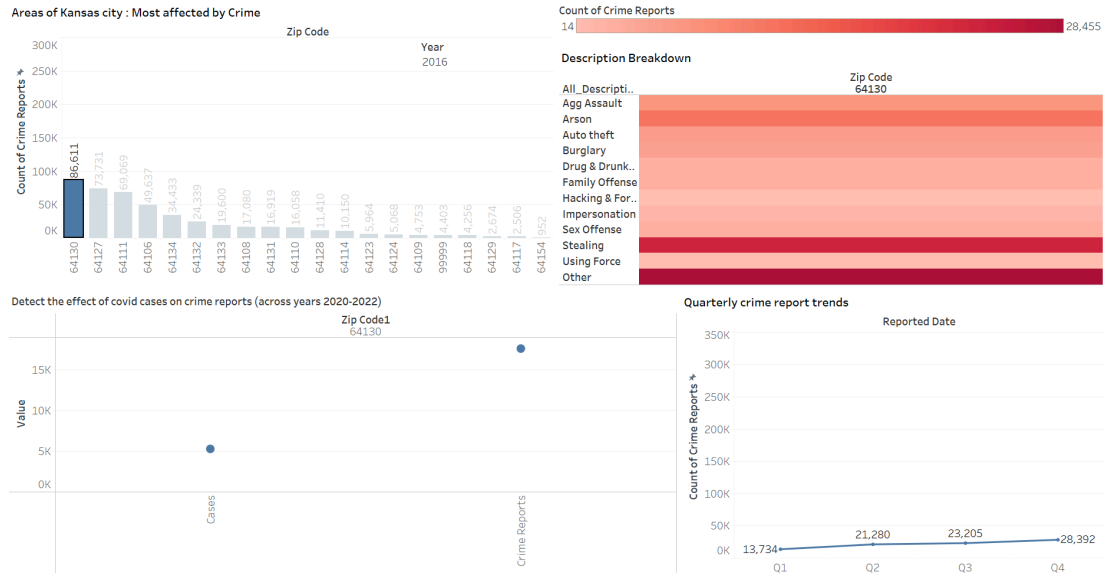 Areas of Kansas city : Most affected by Crime
Zip Code
Year
2016
Count of Crime Reports
300K
250K
200K
150K
100K
50K
0K
86,611
73,731
69,069
49,637
34,433
24,339
19,600
17,080
16,919
16,058
11,410
10,150
5,964
5,068
4,753
4,403
4,256
2,674
2,506
952
64130
64127
64111
64106
64134
64132
64133
64108
64131
64110
64128
64114
64123
64124
64109
99999
64118
64129
64117
64154
Count of Crime Reports
14
28,455
Description Breakdown
Zip Code
All_Descripti.. 64130
Agg Assault
Arson
Auto theft
Burglary
Drug & Drunk..
Family Offense
Hacking & For..
Impersonation
Sex Offense
Stealing
Using Force
Other
Detect the effect of covid cases on crime reports (across years 2020-2022)
Zip Code1
64130
Value
15K
10K
5K
0K
Cases
Crime Reports
Quarterly crime report trends
Reported Date
Count of Crime Reports
350K
300K
250K
200K
150K
100K
50K
0K
13,734
21,280
23,205
28,392
Q1 Q2 Q3 Q4